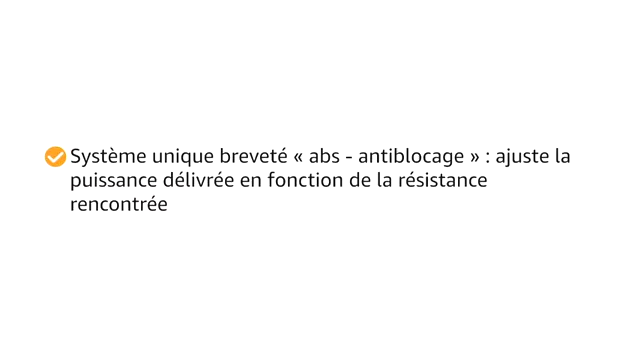 Système unique breveté « abs - antiblocage » : ajuste la
puissance délivrée en fonction de la résistance
rencontrée